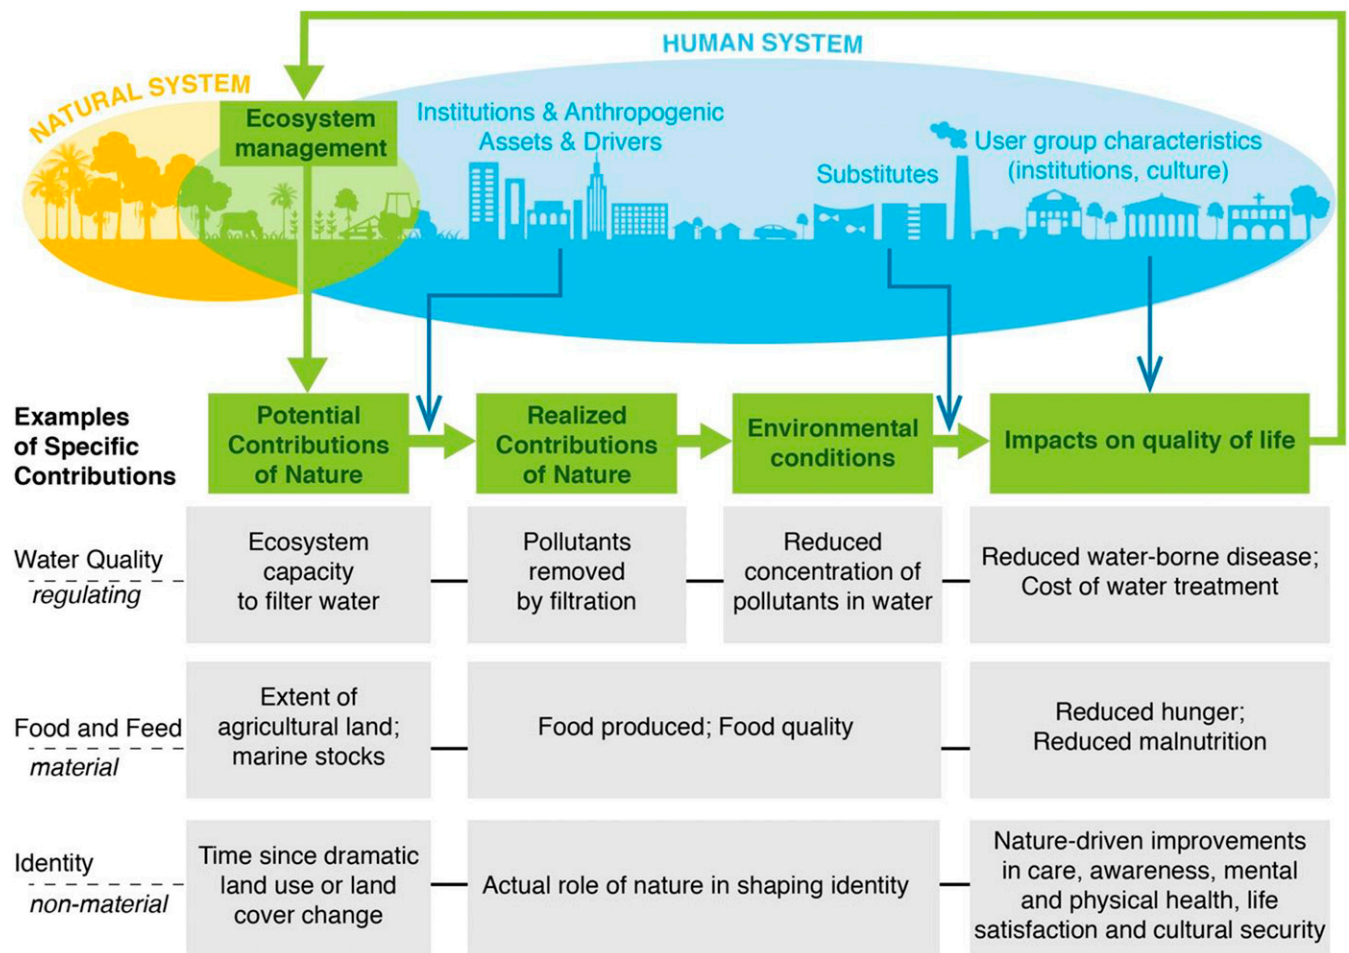 HUMAN SYSTEM
NATURAL SYSTEM
Ecosystem
management
Institutions & Anthropogenic
Assets & Drivers
Substitutes
User group characteristics
(institutions, culture)
Examples
of Specific
Contributions
Potential
Contributions
of Nature
Realized
Contributions
of Nature
Environmental
conditions
Impacts on quality of life
Water Quality
regulating
Ecosystem
capacity
to filter water
Pollutants
removed
by filtration
Reduced
concentration of
pollutants in water
Reduced water-borne disease;
Cost of water treatment
Food and Feed
material
Extent of
agricultural land;
marine stocks
Food produced; Food quality
Reduced hunger;
Reduced malnutrition
Identity
non-material
Time since dramatic
land use or land
cover change
Actual role of nature in shaping identity
Nature-driven improvements
in care, awareness, mental
and physical health, life
satisfaction and cultural security